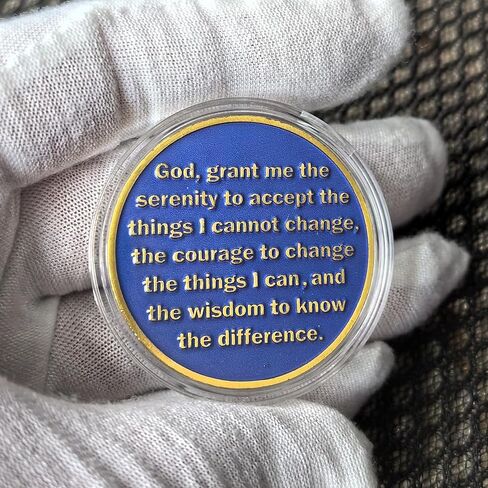 God, grant me the
serenity to accept the
things I cannot change,
the courage to change
the things I can, and
the wisdom to know
the difference.